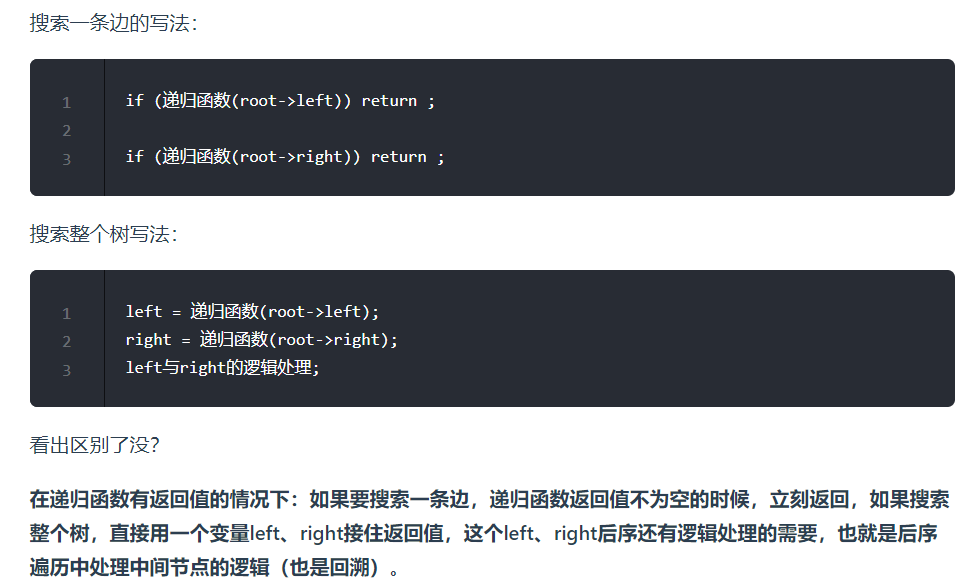 搜索一条边的写法：
1 if (递归函数(root->left)) return ;
2
3 if (递归函数(root->right)) return ;
搜索整个树写法：
1 left = 递归函数(root->left);
2 right = 递归函数(root->right);
3 left与right的逻辑处理;
看出区别了没？
在递归函数有返回值的情况下：如果要搜索一条边，递归函数返回值不为空的时候，立刻返回，如果搜索
整个树，直接用一个变量left、right接住返回值，这个left、right后序还有逻辑处理的需要，也就是后序
遍历中处理中间节点的逻辑（也是回溯）。